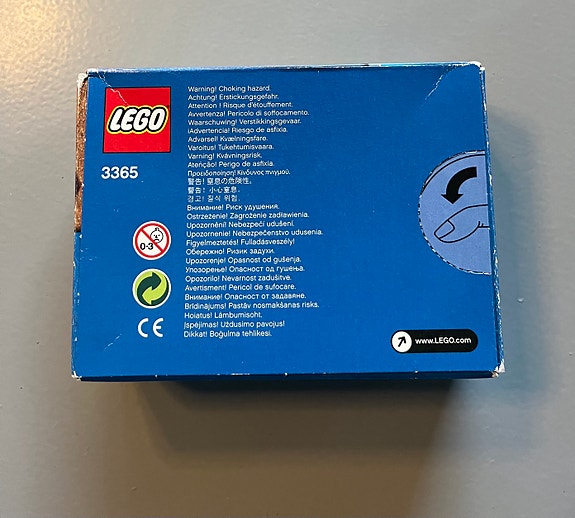 LEGO
3365
0-3
CE
Warning! Choking hazard.
Achtung! Erstickungsgefahr.
Attention ! Risque d'étouffement.
Avvertenza! Pericolo di soffocamento.
Waarschuwing! Verstikkingsgevaar.
¡Advertencia! Riesgo de asfixia.
Advarsel! Kvælningsfare.
Varoitus! Tukehtumisvaara.
Varning! Kvävningsrisk.
Atenção! Perigo de asfixia.
Προειδοποίηση! Κίνδυνος πνιγμού.
警告! 窒息の危険性。
警告! 小心窒息。
경고! 질식 위험.
Внимание! Риск удушения.
Ostrzeżenie! Zagrożenie zadławienia.
Upozornění! Nebezpečí udušení.
Upozornenie! Nebezpečenstvo udusenia.
Figyelmeztetés! Fulladásveszély!
Обережно! Ризик задухи.
Upozorenje! Opasnost od gušenja.
Упозорење! Опасност од гушења.
Opozorilo! Nevarnost zadušitve.
Avertisment! Pericol de sufocare.
Внимание! Опасност от задавяне.
Brīdinājums! Pastāv nosmakšanas risks.
Hoiatus! Lämbumisoht.
Įspėjimas! Uždusimo pavojus!
Dikkat! Boğulma tehlikesi.
www.LEGO.com